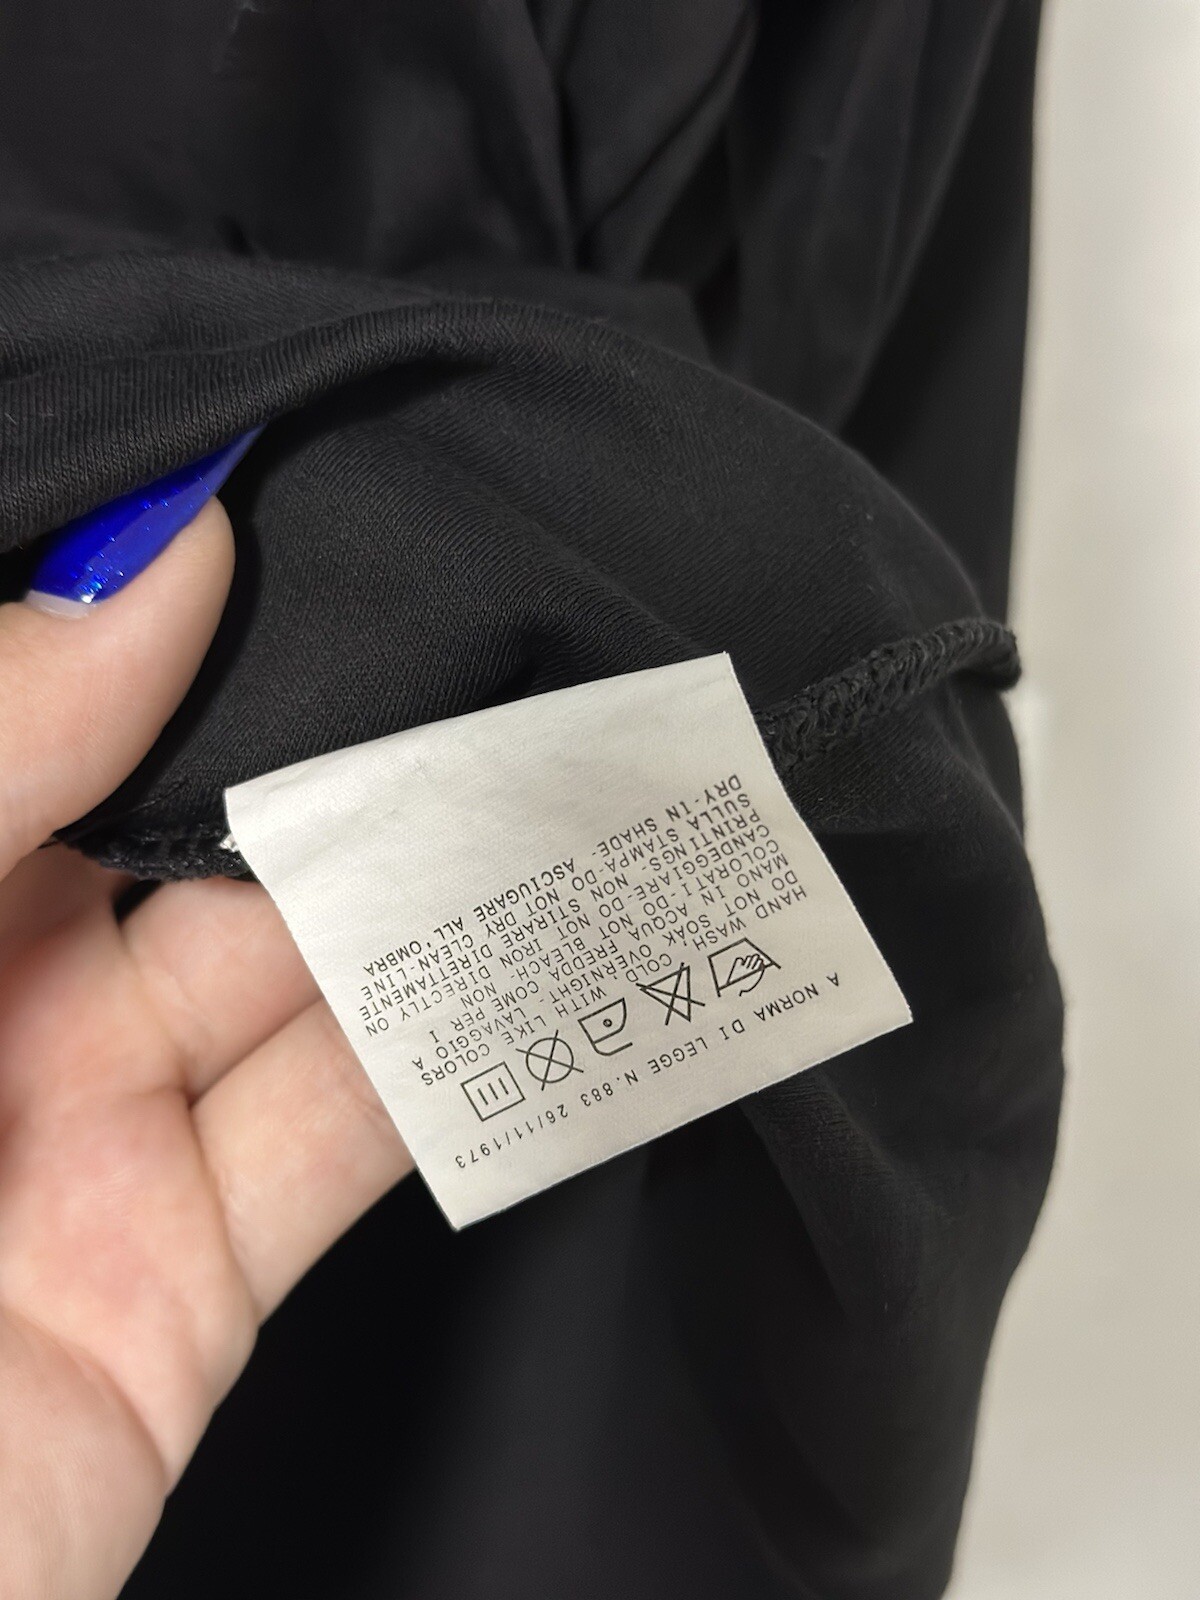 A NORMA DI LEGGE N.883 26/11/1973
HAND WASH; COLD WITH LIKE COLORS
DO NOT SOAK OVERNIGHT- LAVAGGIO A
MANO IN ACQUA FREDDA COME PER I
COLORATI-DO NOT BLEACH- NON
CANDEGGIARE-DO NOT IRON DIRECTLY ON
PRINTINGS- NON STIRARE DIRETTAMENTE
SULLA STAMPA-DO NOT DRY CLEAN-LINE
DRY-IN SHADE- ASCIUGARE ALL'OMBRA